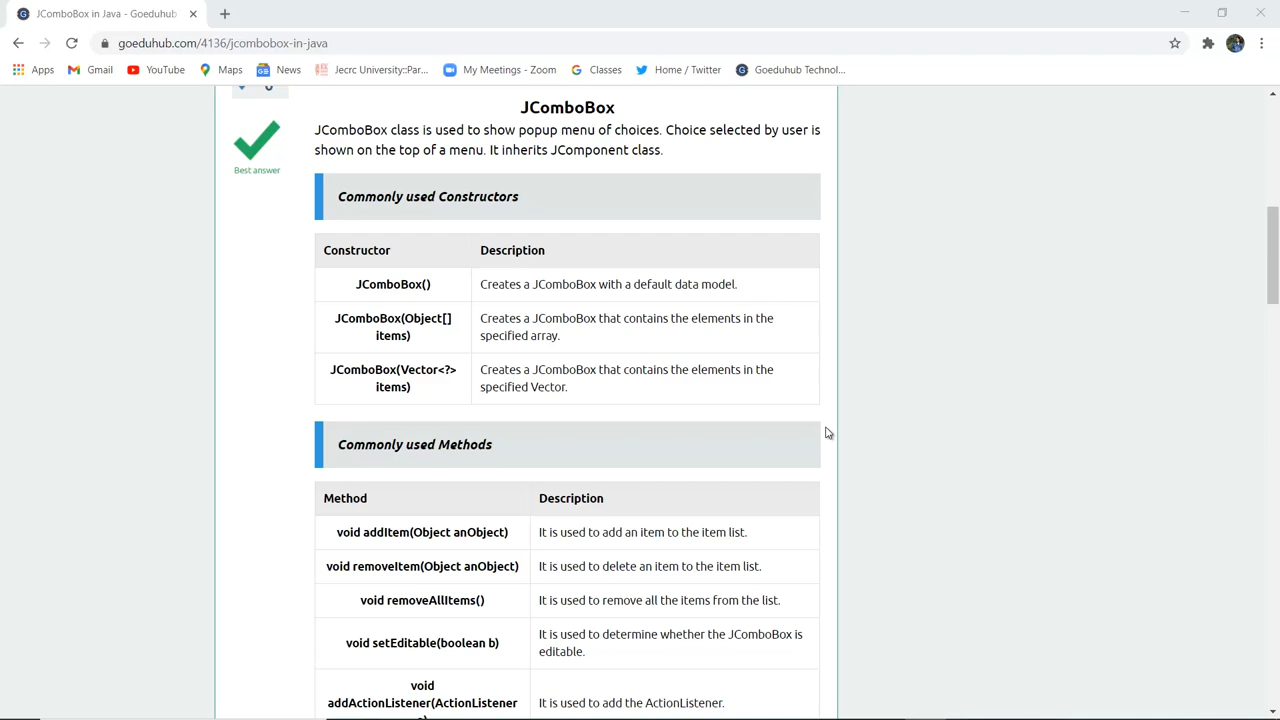 JComboBox in Java - Goeduhub
goeduhub.com/4136/jcombobox-in-java
Apps Gmail YouTube Maps News Jecrc University::Par... My Meetings - Zoom Classes Home / Twitter Goeduhub Technol...
JComboBox
JComboBox class is used to show popup menu of choices. Choice selected by user is
shown on the top of a menu. It inherits JComponent class.
Best answer
Commonly used Constructors
Constructor Description
JComboBox() Creates a JComboBox with a default data model.
JComboBox(Object[] Creates a JComboBox that contains the elements in the
items) specified array.
JComboBox(Vector<?> Creates a JComboBox that contains the elements in the
items) specified Vector.
Commonly used Methods
Method Description
void addItem(Object anObject) It is used to add an item to the item list.
void removeItem(Object anObject) It is used to delete an item to the item list.
void removeAllItems() It is used to remove all the items from the list.
void setEditable(boolean b) It is used to determine whether the JComboBox is
editable.
void
addActionListener(ActionListener It is used to add the ActionListener.